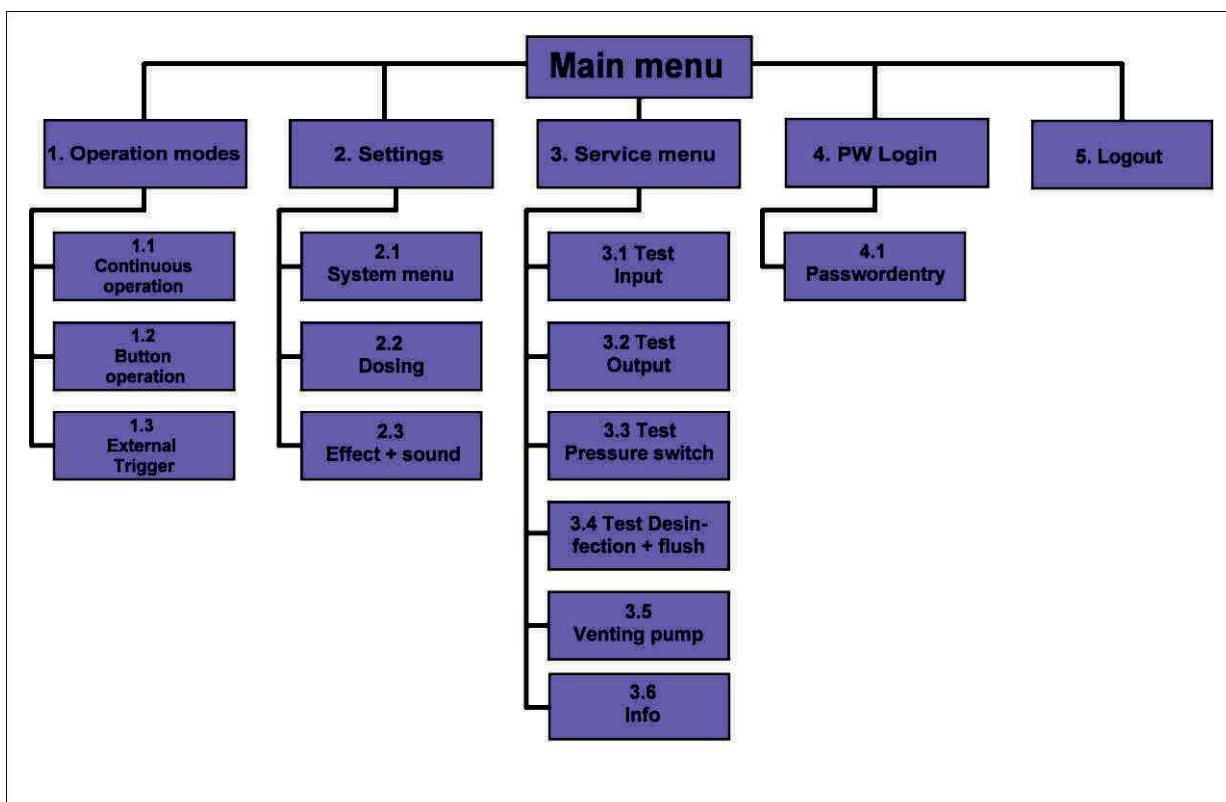 Main menu
1. Operation modes
2. Settings
3. Service menu
4. PW Login
5. Logout
1.1
Continuous
operation
1.2
Button
operation
1.3
External
Trigger
2.1
System menu
2.2
Dosing
2.3
Effect + sound
3.1 Test
Input
3.2 Test
Output
3.3 Test
Pressure switch
3.4 Test Desin-
fection + flush
3.5
Venting pump
3.6
Info
4.1
Passwordentry